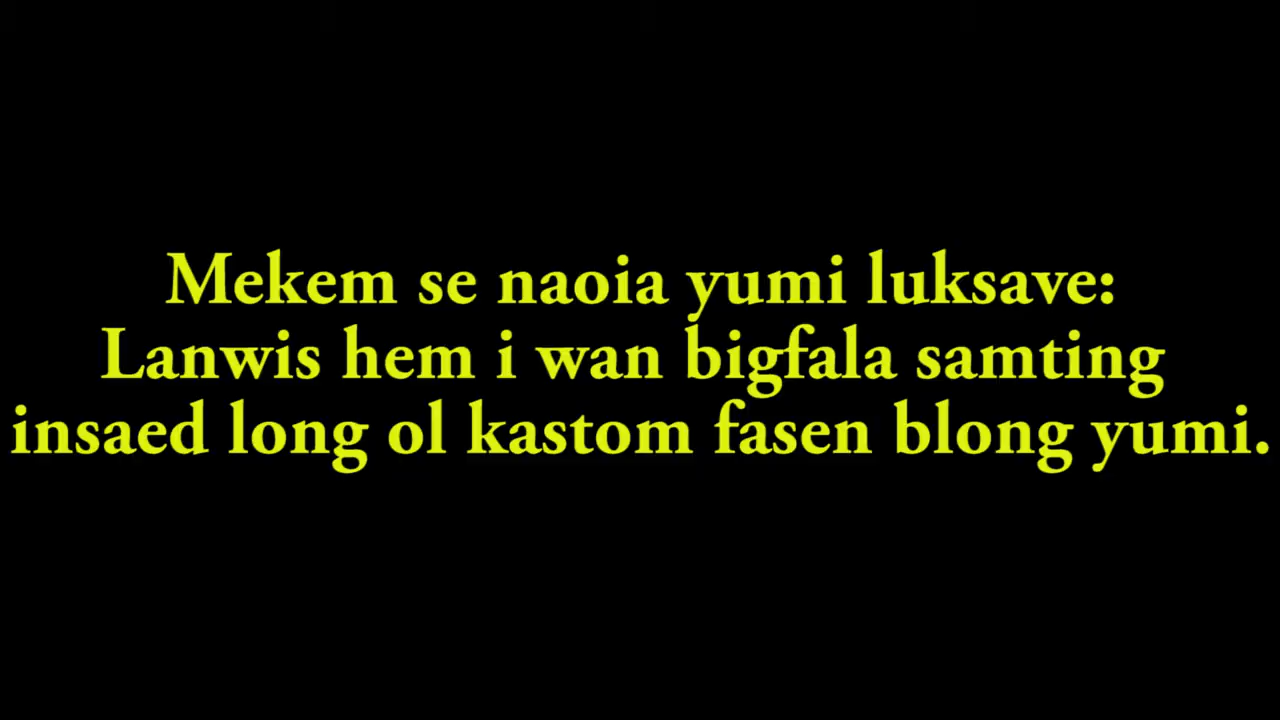 Mekem se naoia yumi luksave:
Lanwis hem i wan bigfala samting
insaed long ol kastom fasen blong yumi.